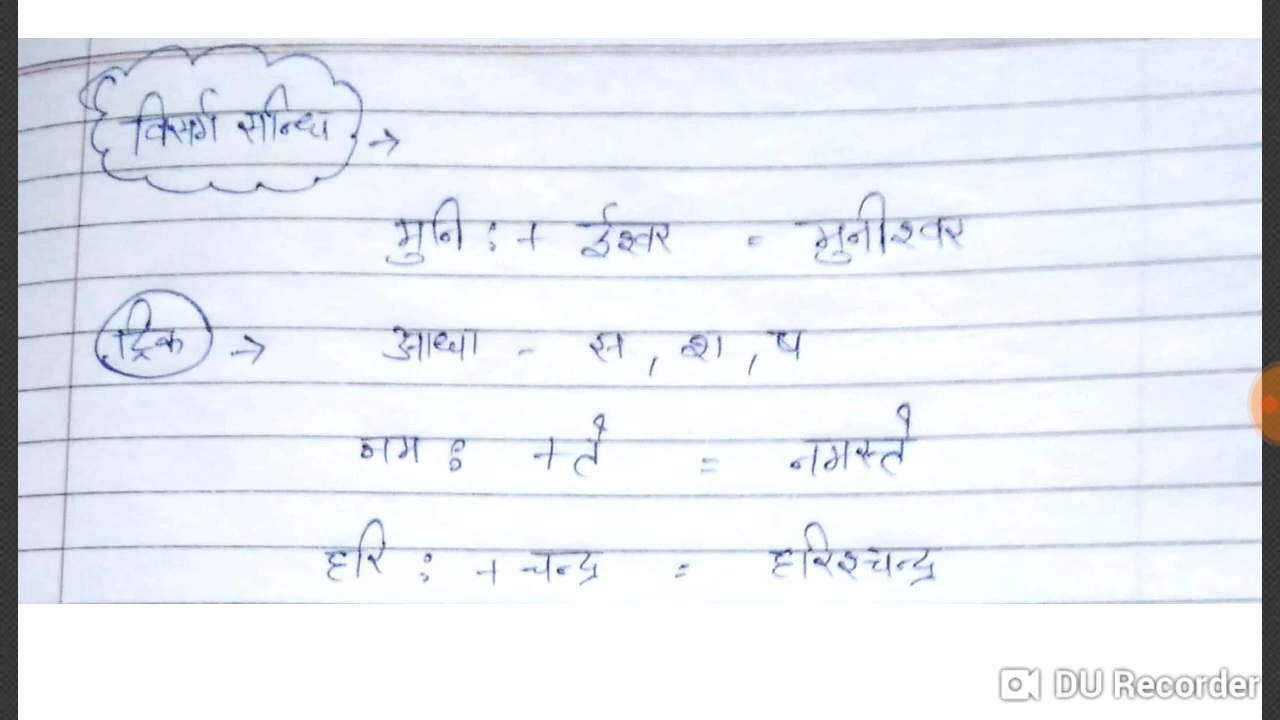 विसर्ग सन्धि →
मुनि : + ईश्वर = मुनीश्वर
ट्रिक → आधा - स , श , ष
नम : + ते = नमस्ते
हरि : + चन्द्र = हरिश्चन्द्र
DU Recorder